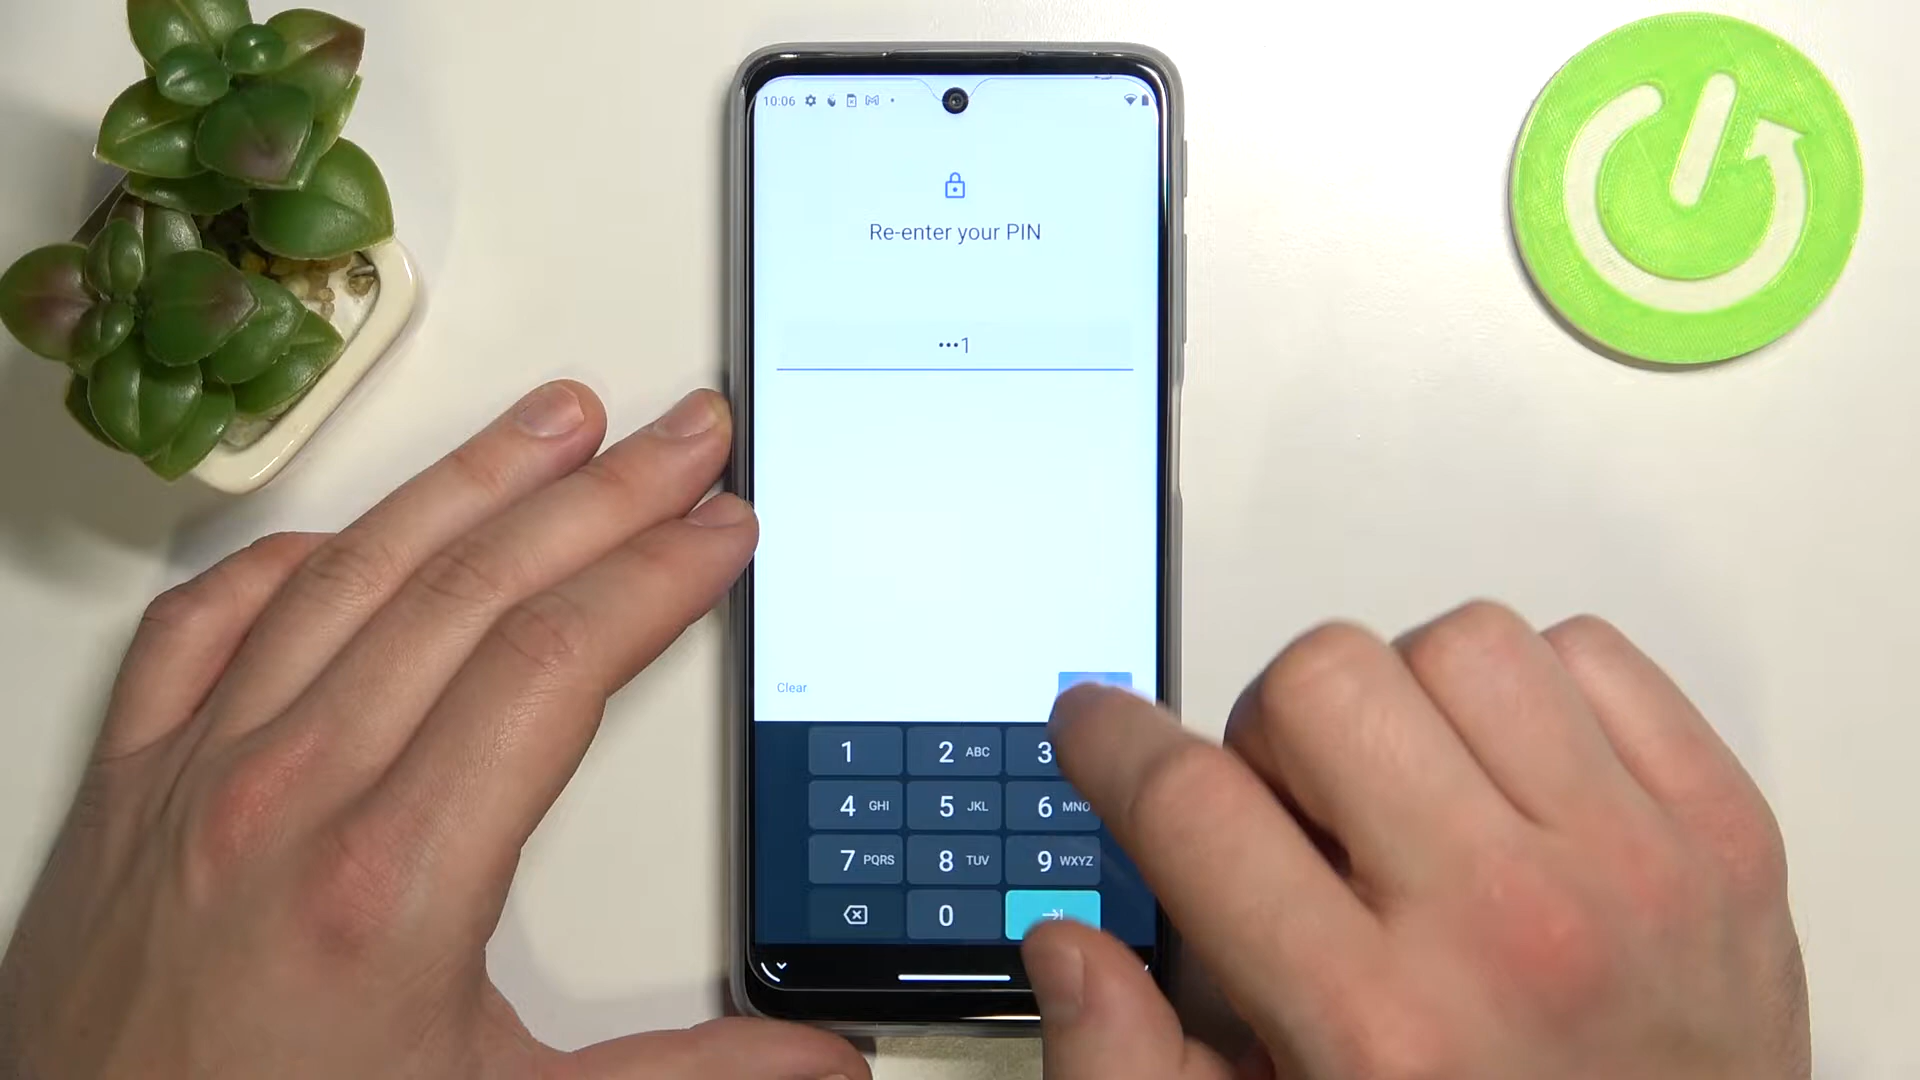 10:06
Re-enter your PIN
•••1
Clear
1
2 ABC
3
4 GHI
5 JKL
6 MNO
7 PQRS
8 TUV
9 WXYZ
0